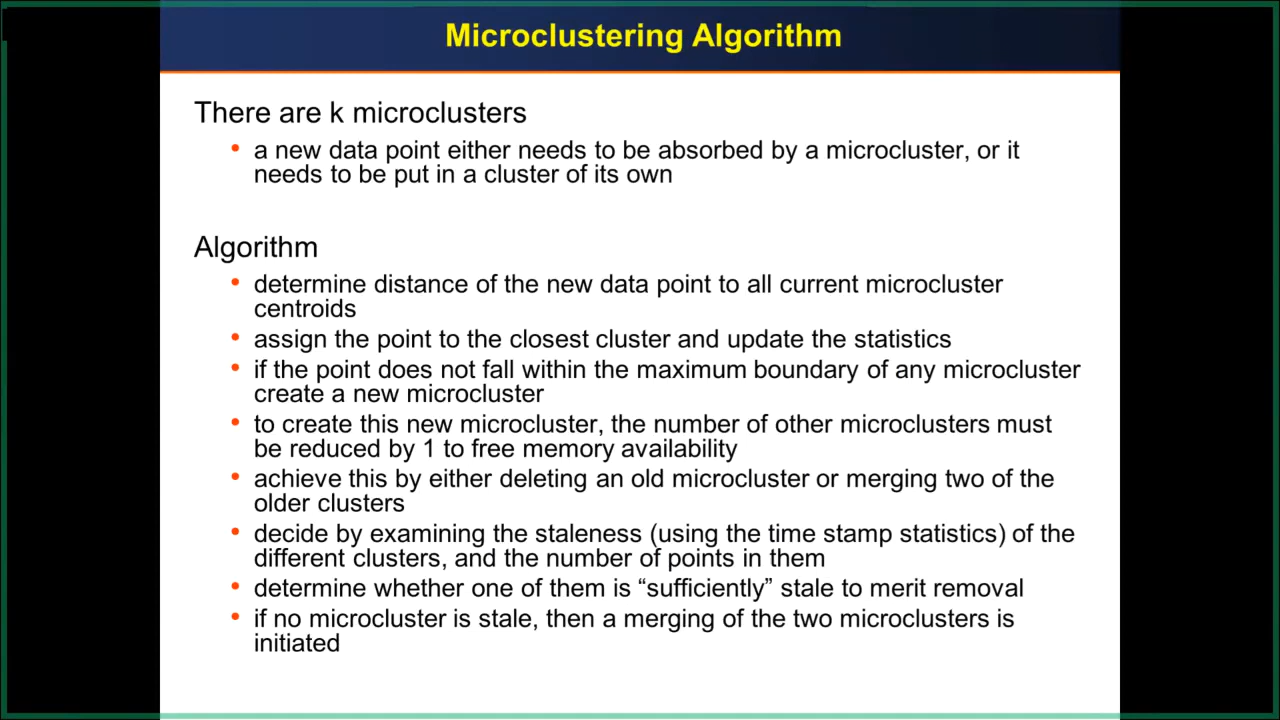 Microclustering Algorithm
There are k microclusters
• a new data point either needs to be absorbed by a microcluster, or it
needs to be put in a cluster of its own
Algorithm
• determine distance of the new data point to all current microcluster
centroids
• assign the point to the closest cluster and update the statistics
• if the point does not fall within the maximum boundary of any microcluster
create a new microcluster
• to create this new microcluster, the number of other microclusters must
be reduced by 1 to free memory availability
• achieve this by either deleting an old microcluster or merging two of the
older clusters
• decide by examining the staleness (using the time stamp statistics) of the
different clusters, and the number of points in them
• determine whether one of them is “sufficiently” stale to merit removal
• if no microcluster is stale, then a merging of the two microclusters is
initiated